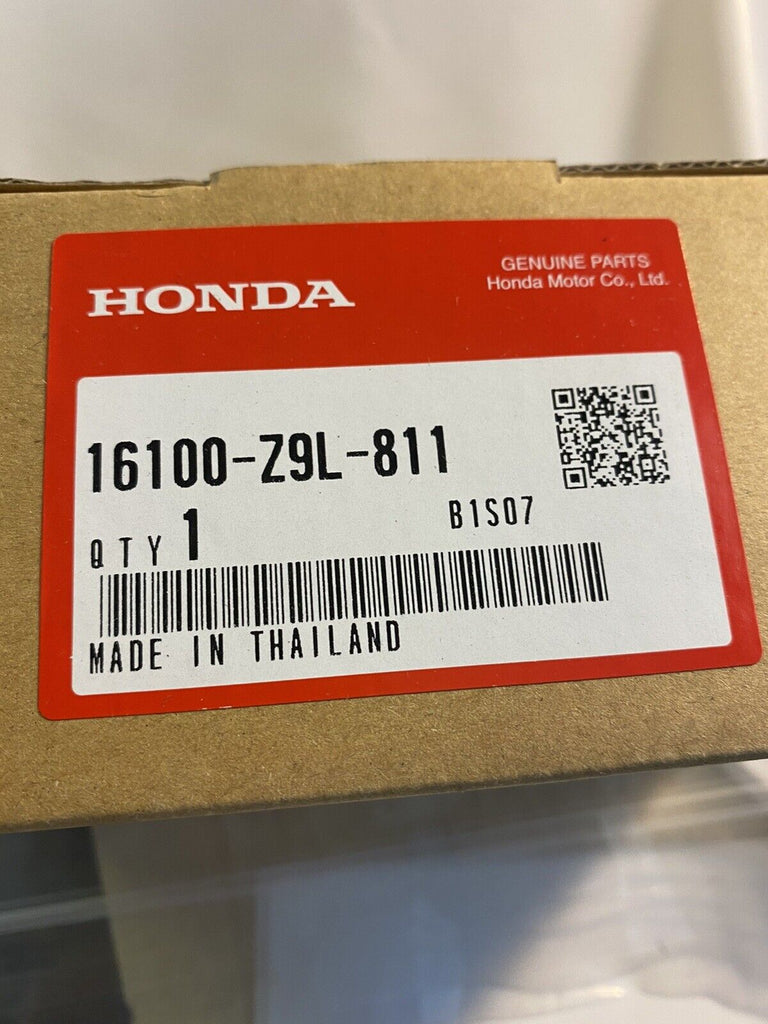 HONDA
GENUINE PARTS
Honda Motor Co., Ltd.
16100-Z9L-811
QTY 1
B1S07
MADE IN THAILAND